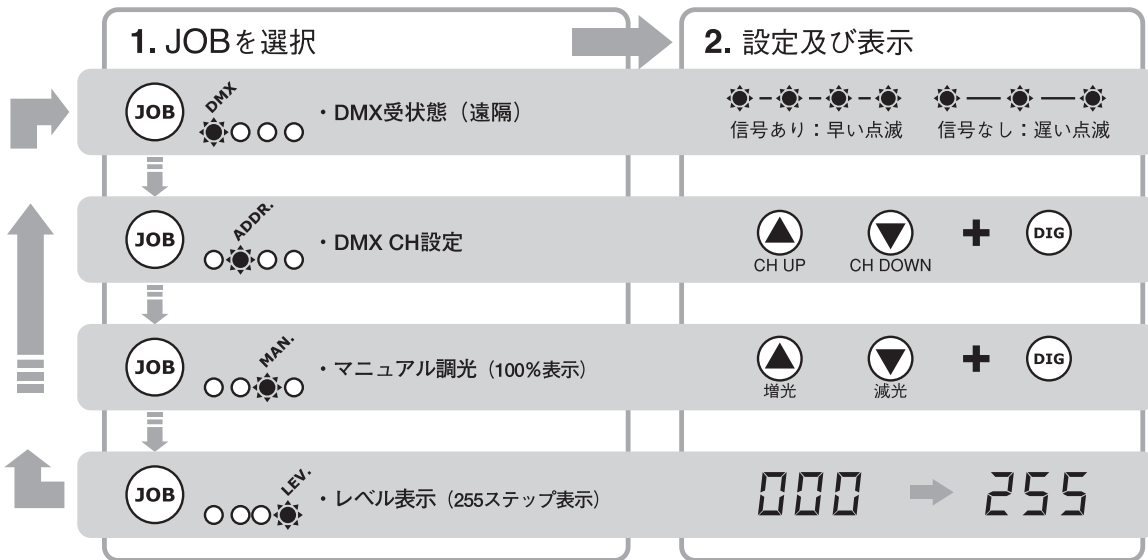 1. JOBを選択
2. 設定及び表示
JOB
DMX
・DMX受状態（遠隔）
信号あり：早い点滅
信号なし：遅い点滅
JOB
ADDR.
・DMX CH設定
CH UP
CH DOWN
+
DIG
JOB
MAN.
・マニュアル調光（100%表示）
増光
減光
+
DIG
JOB
LEV.
・レベル表示（255ステップ表示）
000
255